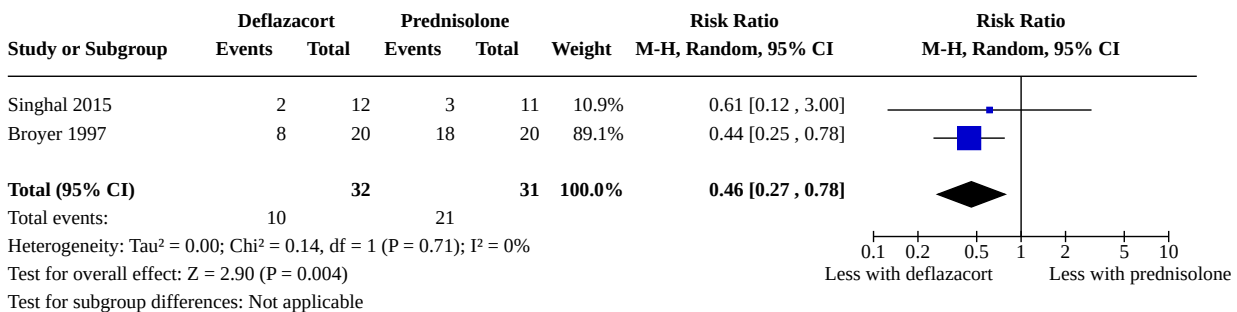 Deflazacort Prednisolone Risk Ratio Risk Ratio
Study or Subgroup Events Total Events Total Weight M-H, Random, 95% CI M-H, Random, 95% CI
Singhal 2015 2 12 3 11 10.9% 0.61 [0.12 , 3.00]
Broyer 1997 8 20 18 20 89.1% 0.44 [0.25 , 0.78]
Total (95% CI) 32 31 100.0% 0.46 [0.27 , 0.78]
Total events: 10 21
Heterogeneity: Tau² = 0.00; Chi² = 0.14, df = 1 (P = 0.71); I² = 0%
0.1 0.2 0.5 1 2 5 10
Test for overall effect: Z = 2.90 (P = 0.004) Less with deflazacort Less with prednisolone
Test for subgroup differences: Not applicable